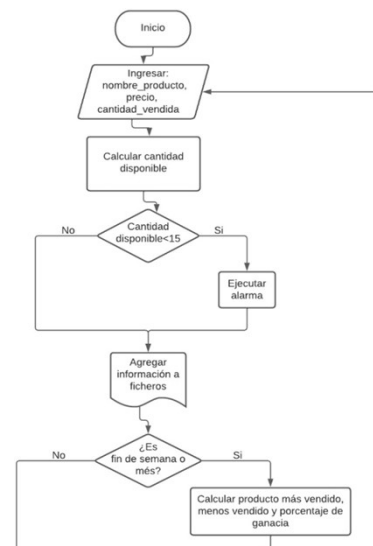 Inicio
Ingresar:
nombre_producto,
precio,
cantidad_vendida
Calcular cantidad
disponible
No
Cantidad
disponible<15
Si
Ejecutar
alarma
Agregar
información a
ficheros
No
¿Es
fin de semana o
més?
Si
Calcular producto más vendido,
menos vendido y porcentaje de
ganacia